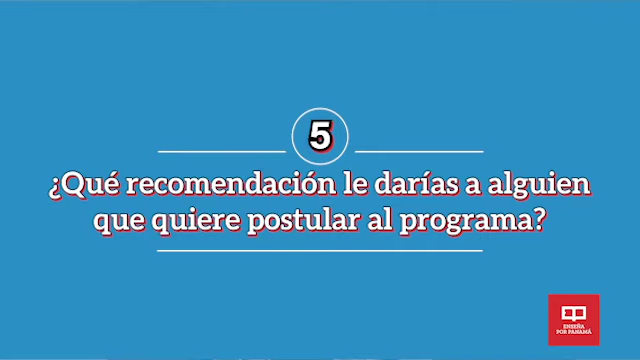 5
¿Qué recomendación le darías a alguien
que quiere postular al programa?
ENSEÑA
POR PANAMÁ